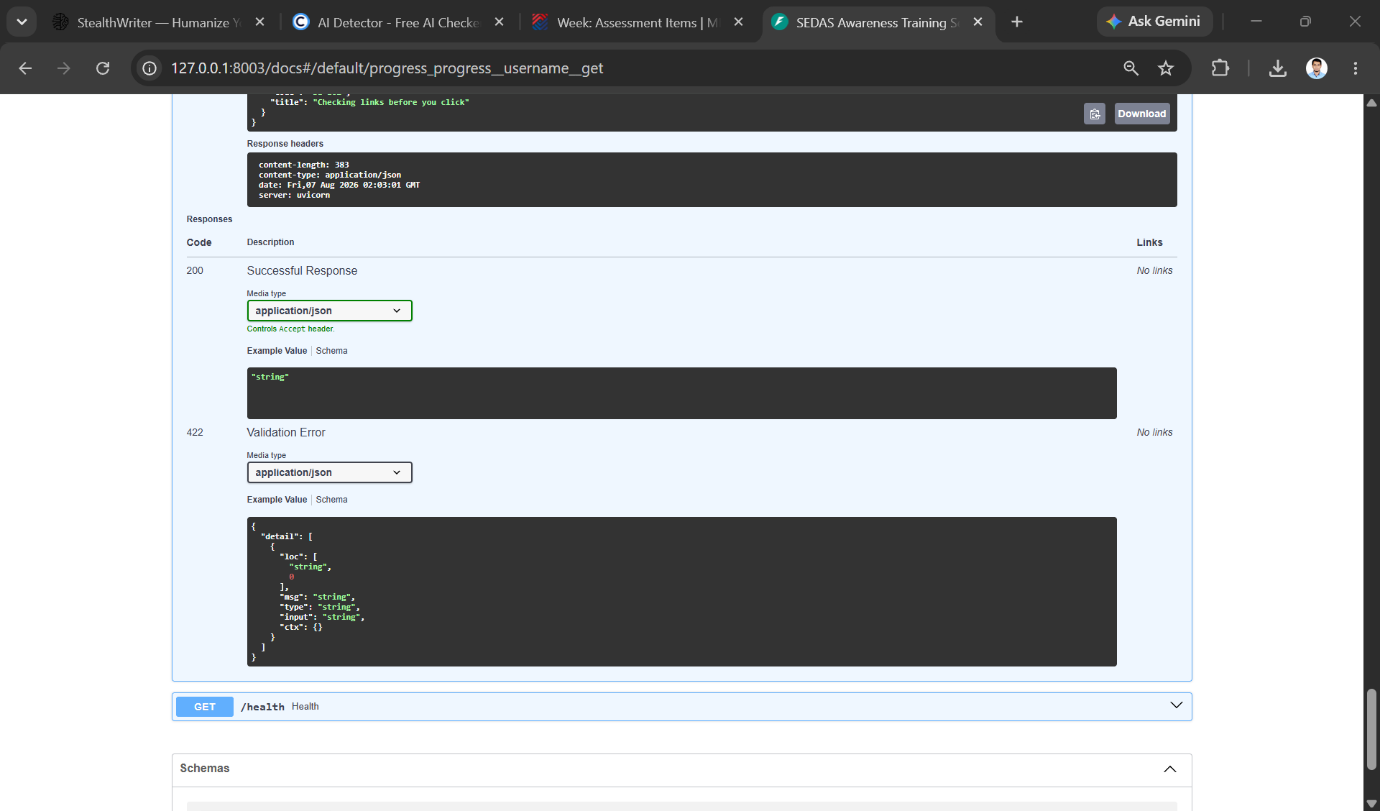 StealthWriter — Humanize Y
AI Detector - Free AI Checke
Week: Assessment Items | M
SEDAS Awareness Training S
Ask Gemini
127.0.0.1:8003/docs#/default/progress_progress__username__get
"title": "Checking links before you click"
}
}
Download
Response headers
content-length: 383
content-type: application/json
date: Fri,07 Aug 2026 02:03:01 GMT
server: uvicorn
Responses
Code Description Links
200 Successful Response No links
Media type
application/json
Controls Accept header.
Example Value | Schema
"string"
422 Validation Error No links
Media type
application/json
Example Value | Schema
{
"detail": [
{
"loc": [
"string",
0
],
"msg": "string",
"type": "string",
"input": "string",
"ctx": {}
}
]
}
GET /health Health
Schemas